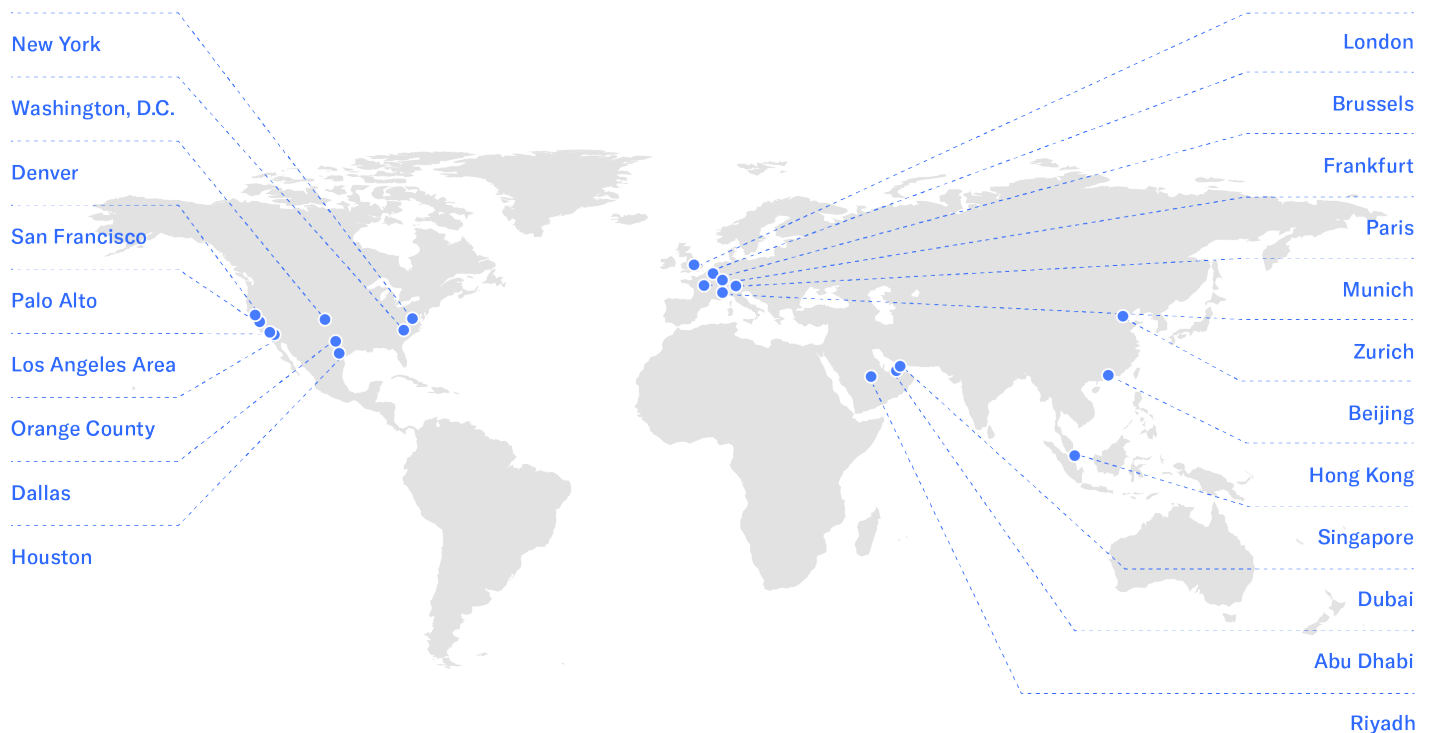 New York
Washington, D.C.
Denver
San Francisco
Palo Alto
Los Angeles Area
Orange County
Dallas
Houston
London
Brussels
Frankfurt
Paris
Munich
Zurich
Beijing
Hong Kong
Singapore
Dubai
Abu Dhabi
Riyadh